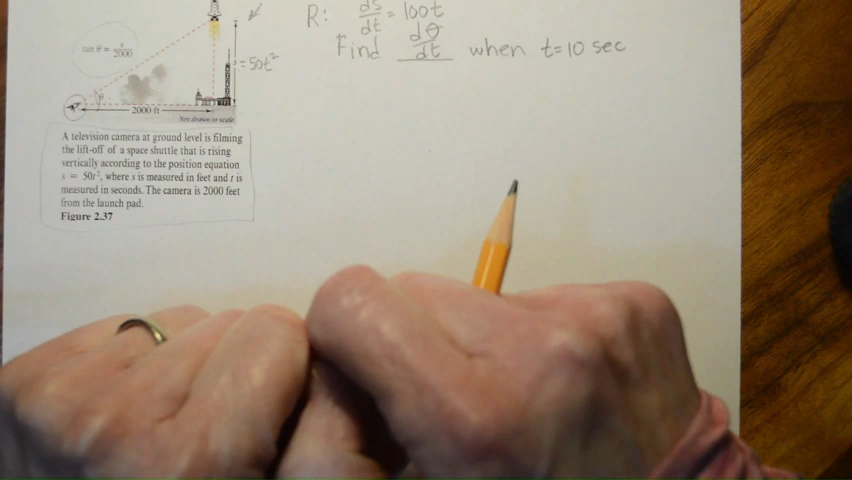 R: ds/dt = 100t
Find dθ/dt when t=10 sec
tan θ = s/2000
s = 50t²
2000 ft
Not drawn to scale
A television camera at ground level is filming
the lift-off of a space shuttle that is rising
vertically according to the position equation
s = 50t², where s is measured in feet and t is
measured in seconds. The camera is 2000 feet
from the launch pad.
Figure 2.37